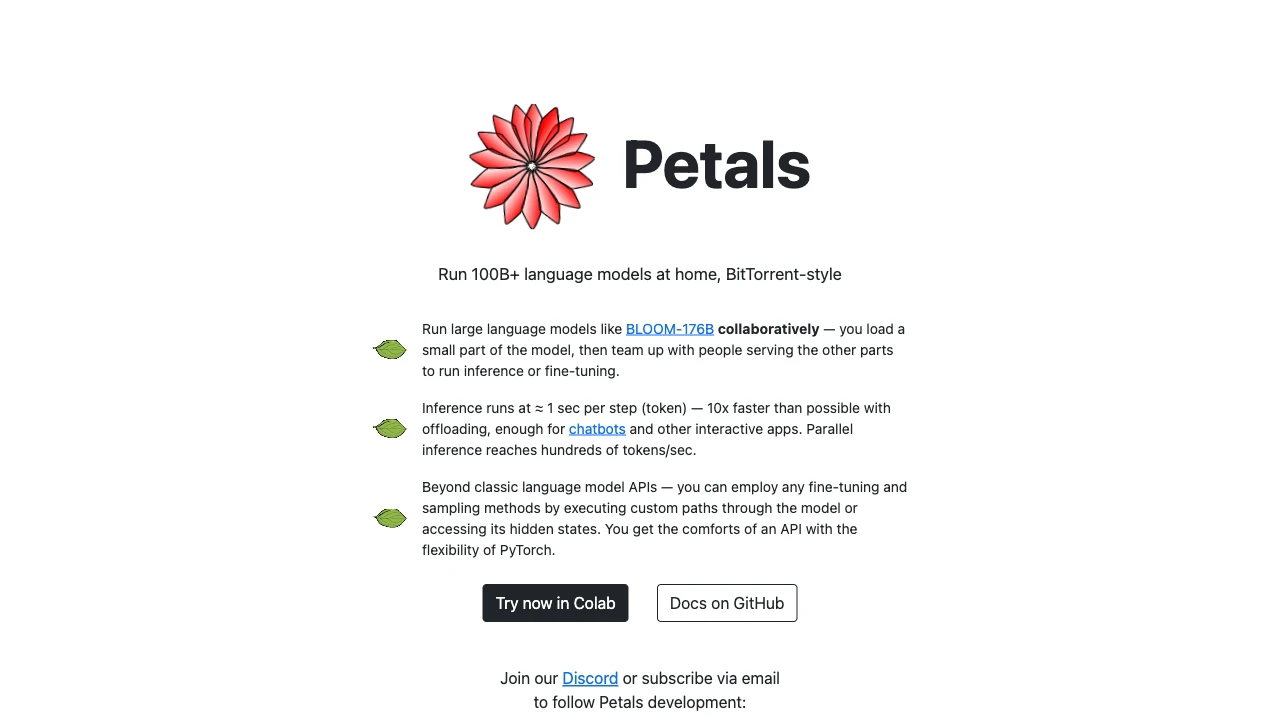 Petals
Run 100B+ language models at home, BitTorrent-style
Run large language models like BLOOM-176B collaboratively — you load a
small part of the model, then team up with people serving the other parts
to run inference or fine-tuning.
Inference runs at ≈ 1 sec per step (token) — 10x faster than possible with
offloading, enough for chatbots and other interactive apps. Parallel
inference reaches hundreds of tokens/sec.
Beyond classic language model APIs — you can employ any fine-tuning and
sampling methods by executing custom paths through the model or
accessing its hidden states. You get the comforts of an API with the
flexibility of PyTorch.
Try now in Colab
Docs on GitHub
Join our Discord or subscribe via email
to follow Petals development: